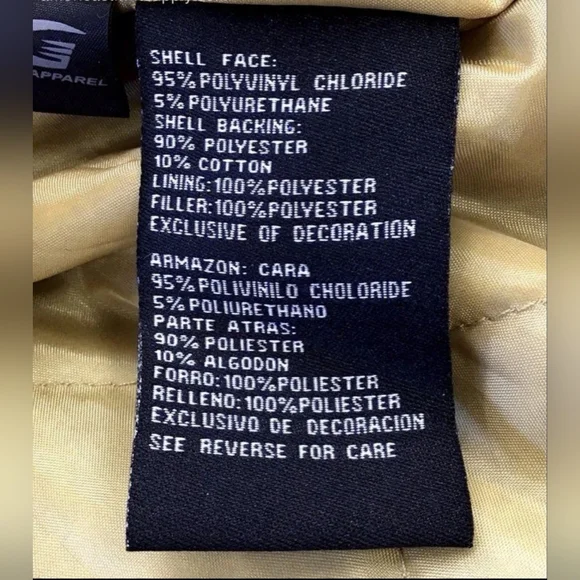 APPAREL
SHELL FACE:
95% POLYVINYL CHLORIDE
5% POLYURETHANE
SHELL BACKING:
90% POLYESTER
10% COTTON
LINING:100%POLYESTER
FILLER:100%POLYESTER
EXCLUSIVE OF DECORATION
ARMAZON: CARA
95% POLIVINILO CHOLORIDE
5% POLIURETHANO
PARTE ATRAS:
90% POLIESTER
10% ALGODON
FORRO:100%POLIESTER
RELLENO:100%POLIESTER
EXCLUSIVO DE DECORACION
SEE REVERSE FOR CARE